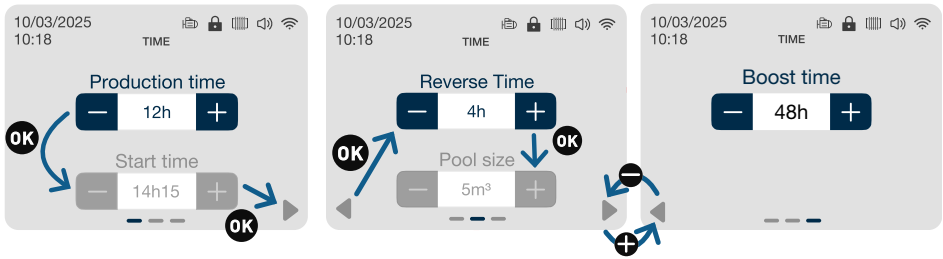 10/03/2025
10:18
TIME
Production time
− 12h +
OK
Start time
− 14h15 +
OK
10/03/2025
10:18
TIME
Reverse Time
− 4h +
OK
OK
Pool size
− 5m³ +
10/03/2025
10:18
TIME
Boost time
− 48h +
−
+